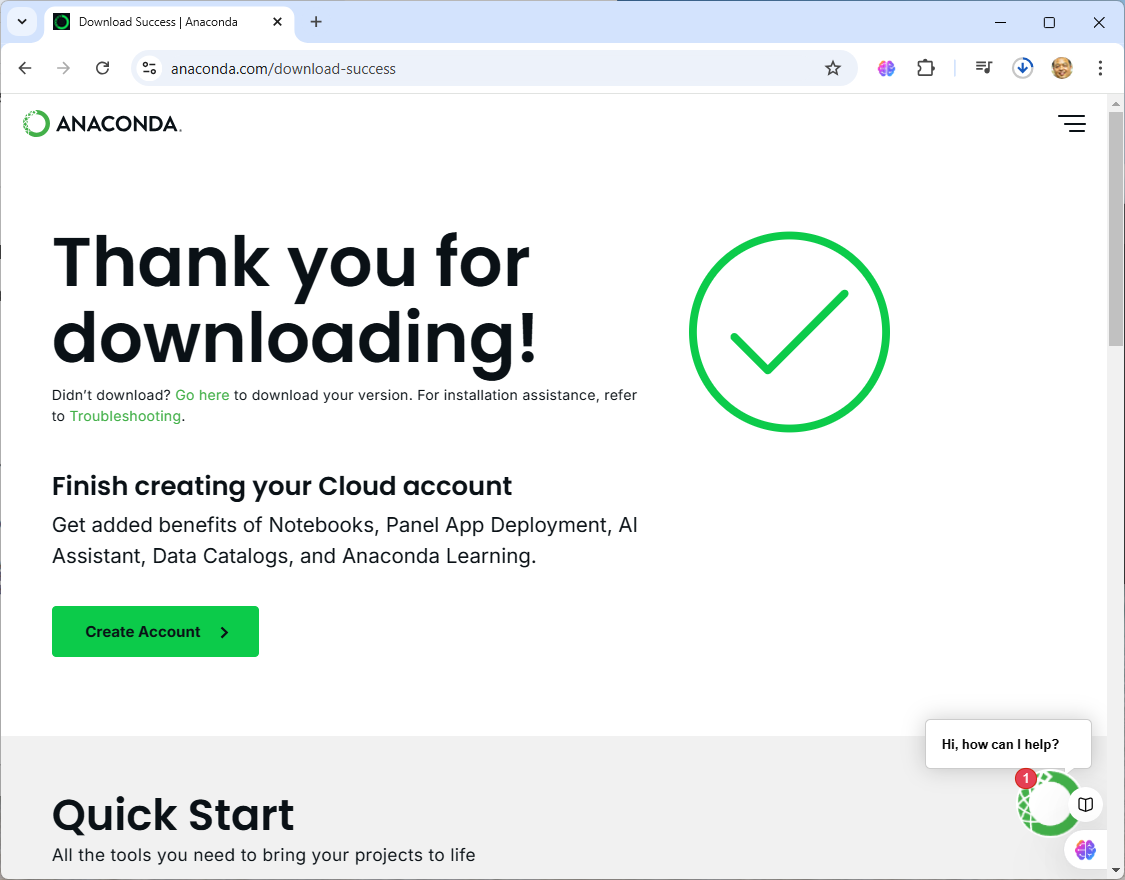 Download Success | Anaconda
anaconda.com/download-success
ANACONDA.
Thank you for
downloading!
Didn’t download? Go here to download your version. For installation assistance, refer
to Troubleshooting.
Finish creating your Cloud account
Get added benefits of Notebooks, Panel App Deployment, AI
Assistant, Data Catalogs, and Anaconda Learning.
Create Account
Hi, how can I help?
1
Quick Start
All the tools you need to bring your projects to life